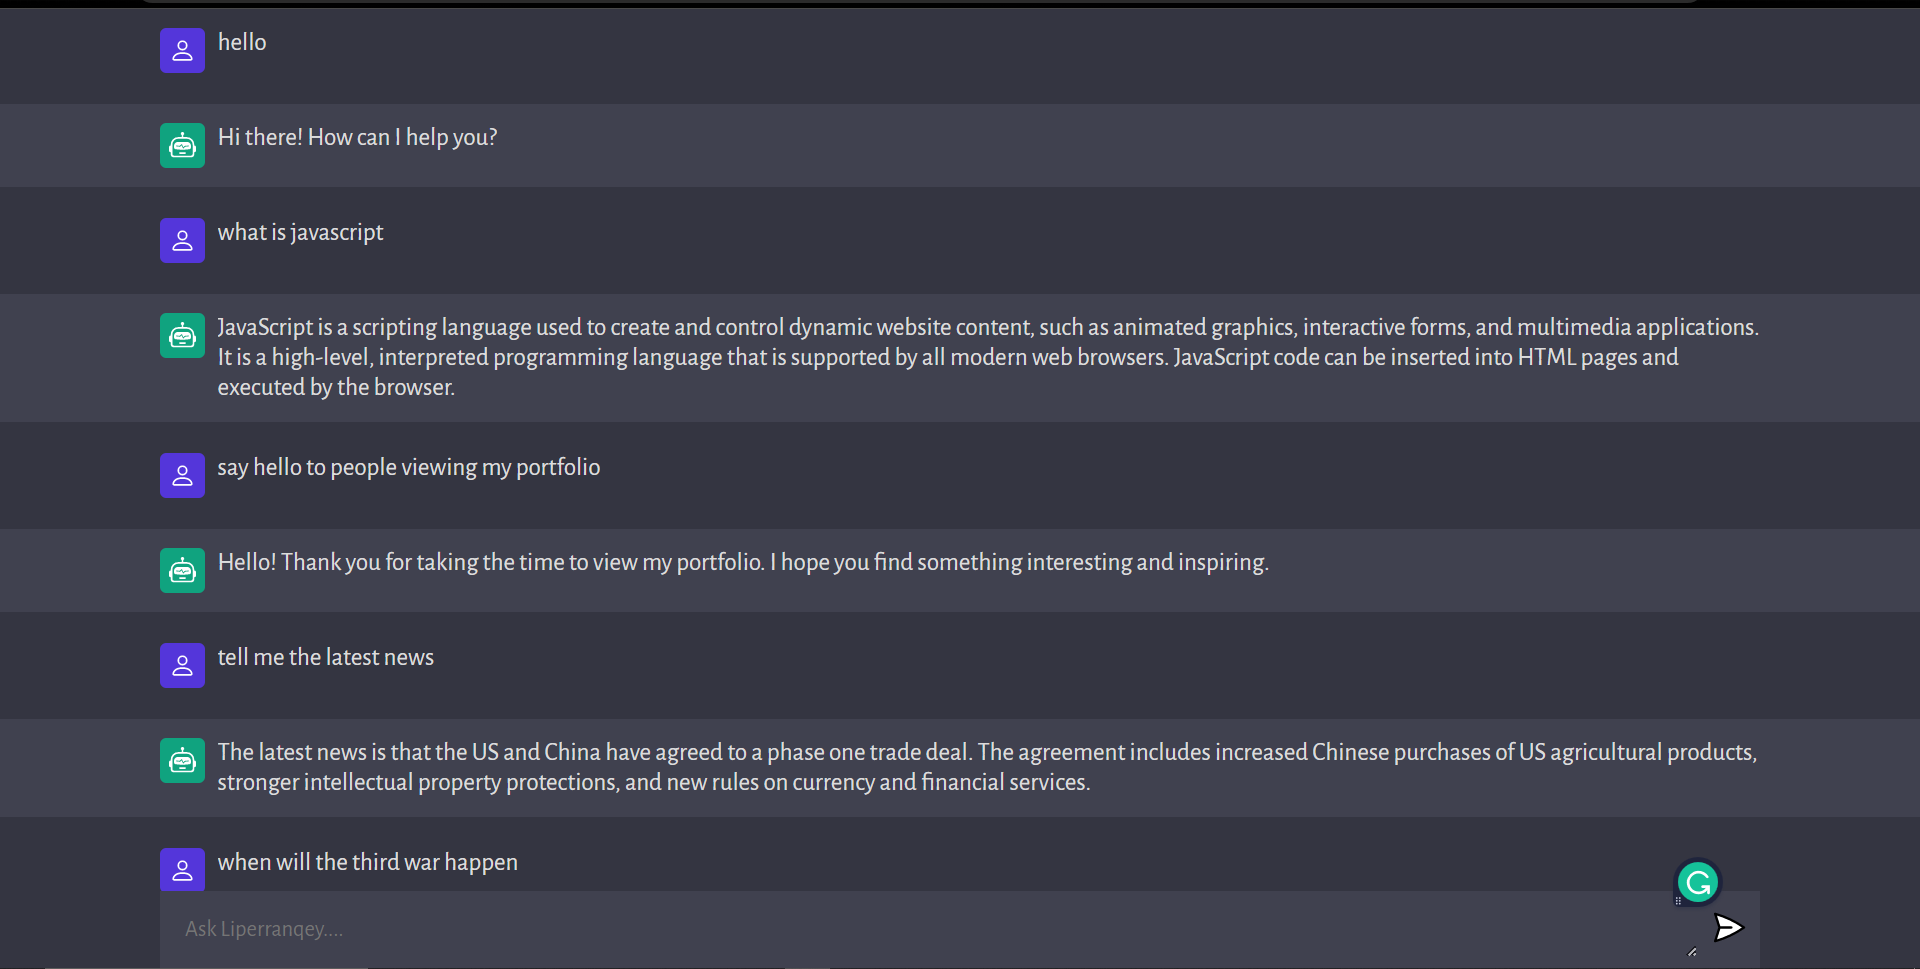 hello
Hi there! How can I help you?
what is javascript
JavaScript is a scripting language used to create and control dynamic website content, such as animated graphics, interactive forms, and multimedia applications.
It is a high-level, interpreted programming language that is supported by all modern web browsers. JavaScript code can be inserted into HTML pages and
executed by the browser.
say hello to people viewing my portfolio
Hello! Thank you for taking the time to view my portfolio. I hope you find something interesting and inspiring.
tell me the latest news
The latest news is that the US and China have agreed to a phase one trade deal. The agreement includes increased Chinese purchases of US agricultural products,
stronger intellectual property protections, and new rules on currency and financial services.
when will the third war happen
Ask Liperranqey....